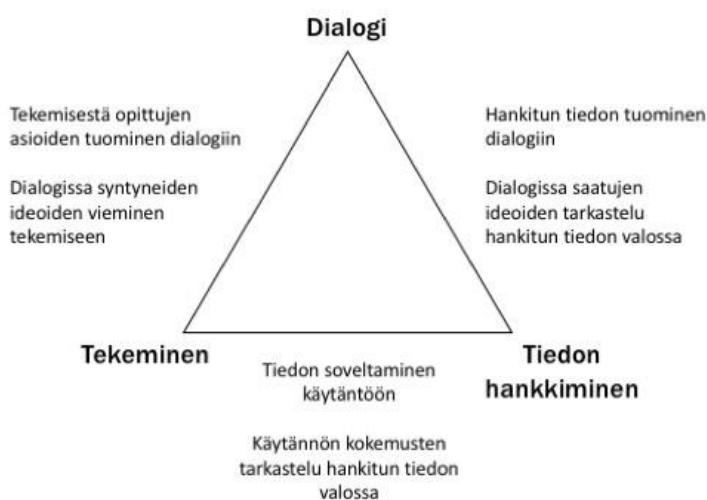 Dialogi
Tekemisestä opittujen
asioiden tuominen dialogiin
Dialogissa syntyneiden
ideoiden vieminen
tekemiseen
Hankitun tiedon tuominen
dialogiin
Dialogissa saatujen
ideoiden tarkastelu
hankitun tiedon valossa
Tekeminen
Tiedon
hankkiminen
Tiedon soveltaminen
käytäntöön
Käytännön kokemusten
tarkastelu hankitun tiedon
valossa